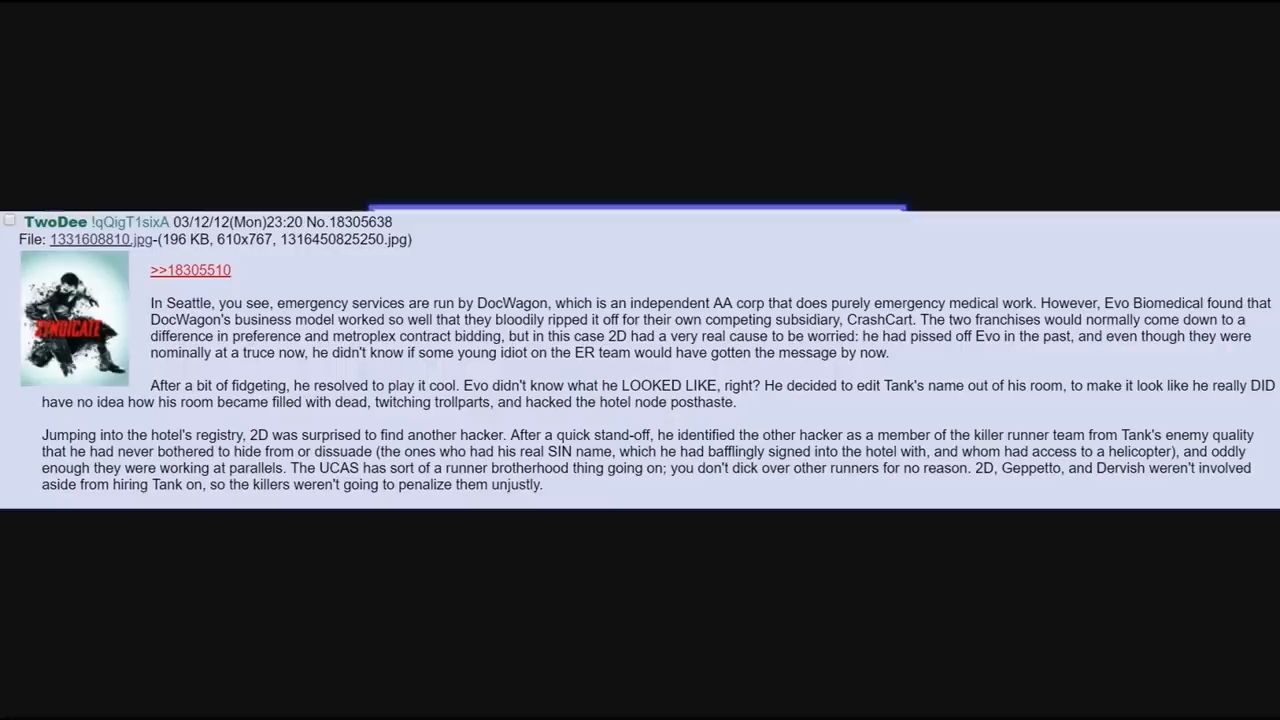 TwoDee !qQigT1sixA 03/12/12(Mon)23:20 No.18305638
File: 1331608810.jpg-(196 KB, 610x767, 1316450825250.jpg)
SYNDICATE
>>18305510
In Seattle, you see, emergency services are run by DocWagon, which is an independent AA corp that does purely emergency medical work. However, Evo Biomedical found that
DocWagon's business model worked so well that they bloodily ripped it off for their own competing subsidiary, CrashCart. The two franchises would normally come down to a
difference in preference and metroplex contract bidding, but in this case 2D had a very real cause to be worried: he had pissed off Evo in the past, and even though they were
nominally at a truce now, he didn't know if some young idiot on the ER team would have gotten the message by now.
After a bit of fidgeting, he resolved to play it cool. Evo didn't know what he LOOKED LIKE, right? He decided to edit Tank's name out of his room, to make it look like he really DID
have no idea how his room became filled with dead, twitching trollparts, and hacked the hotel node posthaste.
Jumping into the hotel's registry, 2D was surprised to find another hacker. After a quick stand-off, he identified the other hacker as a member of the killer runner team from Tank's enemy quality
that he had never bothered to hide from or dissuade (the ones who had his real SIN name, which he had bafflingly signed into the hotel with, and whom had access to a helicopter), and oddly
enough they were working at parallels. The UCAS has sort of a runner brotherhood thing going on; you don't dick over other runners for no reason. 2D, Geppetto, and Dervish weren't involved
aside from hiring Tank on, so the killers weren't going to penalize them unjustly.